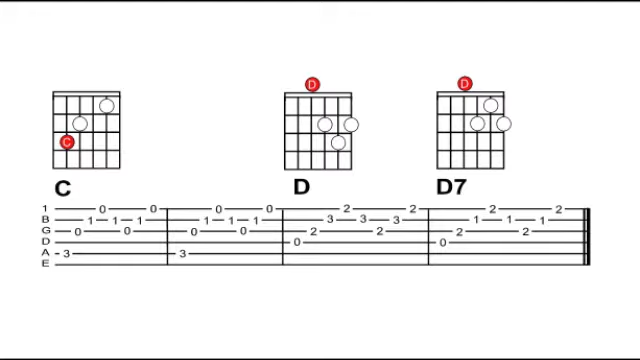 D D
C
C D D7
1 0 0 0 0 2 2 2 2
B 1 1 1 1 1 1 3 3 3 1 1 1
G 0 0 0 0 2 2 2 2
D 0 0
A 3 3
E